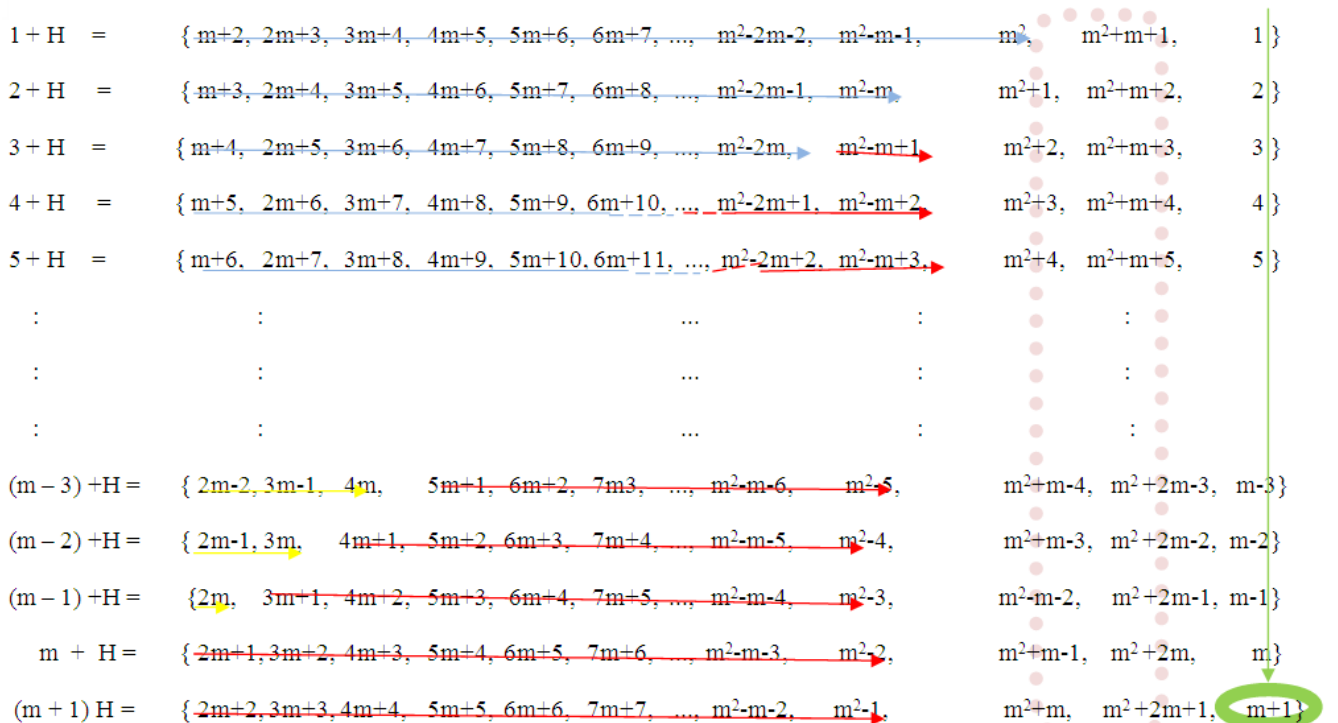 1 + H = { m+2, 2m+3, 3m+4, 4m+5, 5m+6, 6m+7, ..., m²-2m-2, m²-m-1, m², m²+m+1, 1 }
2 + H = { m+3, 2m+4, 3m+5, 4m+6, 5m+7, 6m+8, ..., m²-2m-1, m²-m, m²+1, m²+m+2, 2 }
3 + H = { m+4, 2m+5, 3m+6, 4m+7, 5m+8, 6m+9, ..., m²-2m, m²-m+1, m²+2, m²+m+3, 3 }
4 + H = { m+5, 2m+6, 3m+7, 4m+8, 5m+9, 6m+10, ..., m²-2m+1, m²-m+2, m²+3, m²+m+4, 4 }
5 + H = { m+6, 2m+7, 3m+8, 4m+9, 5m+10, 6m+11, ..., m²-2m+2, m²-m+3, m²+4, m²+m+5, 5 }
: : ... : :
: : ... : :
: : ... : :
(m – 3) +H = { 2m-2, 3m-1, 4m, 5m+1, 6m+2, 7m3, ..., m²-m-6, m²-5, m²+m-4, m²+2m-3, m-3}
(m – 2) +H = { 2m-1, 3m, 4m+1, 5m+2, 6m+3, 7m+4, ..., m²-m-5, m²-4, m²+m-3, m²+2m-2, m-2}
(m – 1) +H = {2m, 3m+1, 4m+2, 5m+3, 6m+4, 7m+5, ..., m²-m-4, m²-3, m²-m-2, m²+2m-1, m-1}
m + H = { 2m+1, 3m+2, 4m+3, 5m+4, 6m+5, 7m+6, ..., m²-m-3, m²-2, m²+m-1, m²+2m, m}
(m + 1) H = { 2m+2, 3m+3, 4m+4, 5m+5, 6m+6, 7m+7, ..., m²-m-2, m²-1, m²+m, m²+2m+1, m+1}